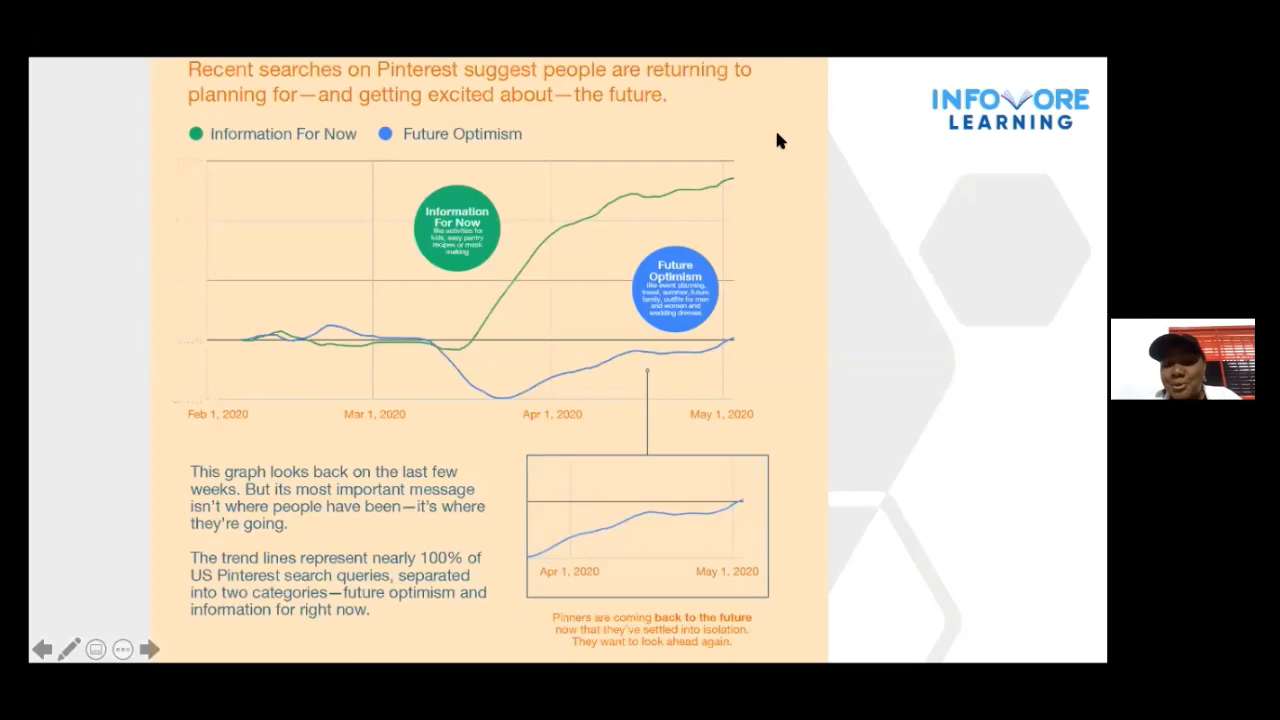 Recent searches on Pinterest suggest people are returning to
planning for—and getting excited about—the future.
INFOVORE
LEARNING
Information For Now
Future Optimism
Information
For Now
like activities for
kids, easy pantry
recipes or mask
making
Future
Optimism
like event planning,
travel, summer, future
family, outfits for men
and women and
wedding dresses
Feb 1, 2020
Mar 1, 2020
Apr 1, 2020
May 1, 2020
This graph looks back on the last few
weeks. But its most important message
isn't where people have been—it's where
they're going.
The trend lines represent nearly 100% of
US Pinterest search queries, separated
into two categories—future optimism and
information for right now.
Apr 1, 2020
May 1, 2020
Pinners are coming back to the future
now that they've settled into isolation.
They want to look ahead again.